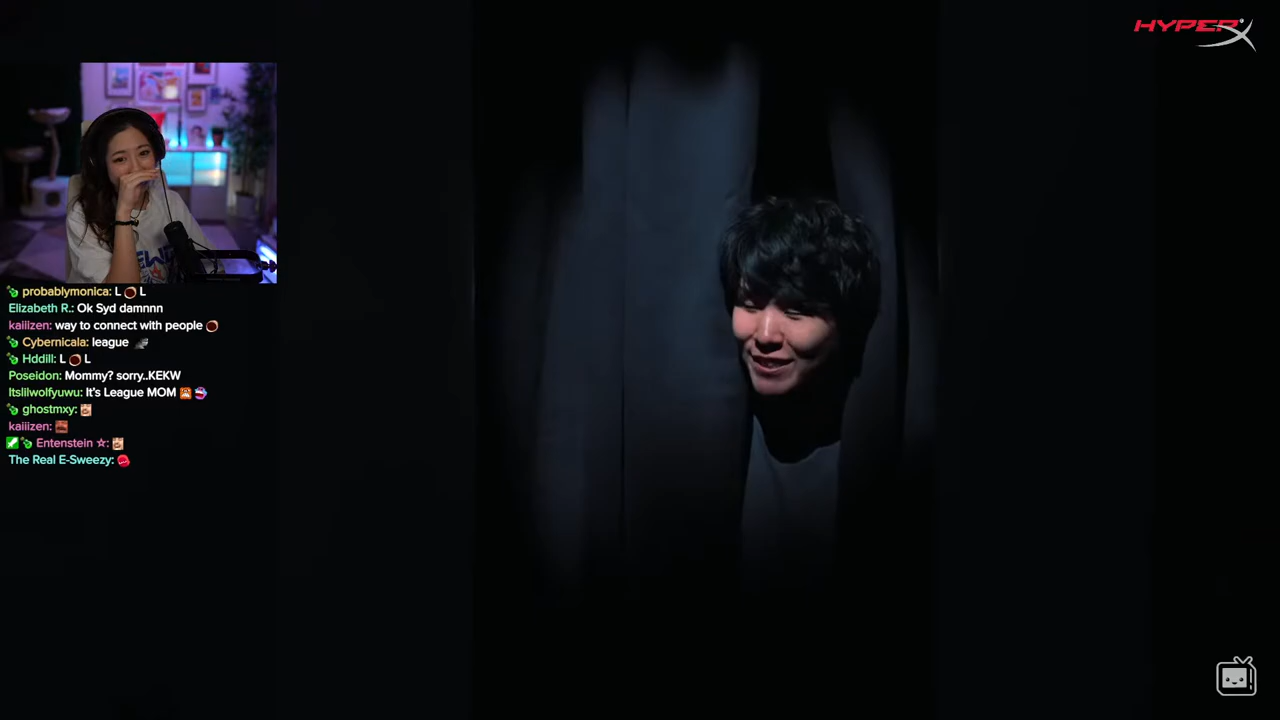 HYPERX
probablymonica: L L
Elizabeth R.: Ok Syd damnnn
kaiiizen: way to connect with people
Cybernicala: league
Hddill: L L
Poseidon: Mommy? sorry..KEKW
Itslilwolfyuwu: It's League MOM
ghostmxy:
kaiiizen:
Entenstein ☆:
The Real E-Sweezy: